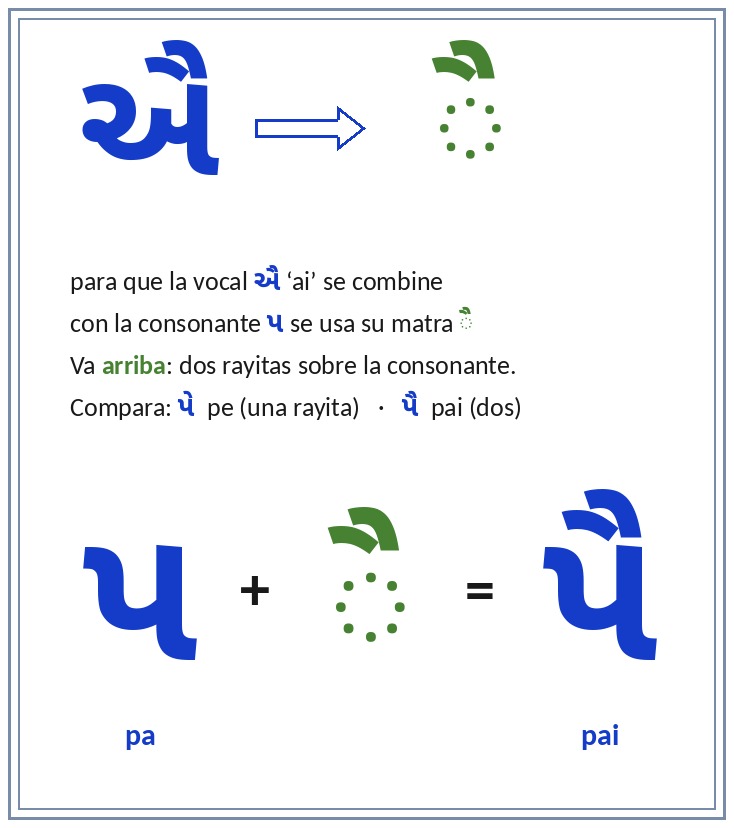 ઐ ૈ
para que la vocal ઐ ‘ai’ se combine
con la consonante પ se usa su matra ૈ
Va arriba: dos rayitas sobre la consonante.
Compara: પે pe (una rayita) · પૈ pai (dos)
પ + ૈ = પૈ
pa pai